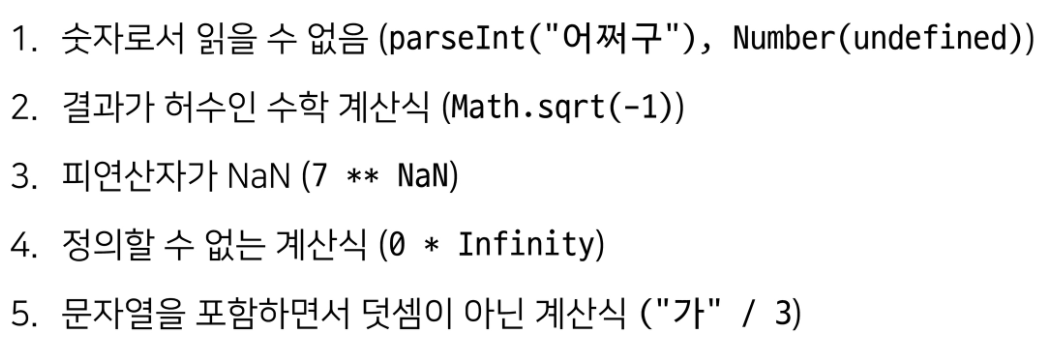 1. 숫자로서 읽을 수 없음 (parseInt("어쩌구"), Number(undefined))
2. 결과가 허수인 수학 계산식 (Math.sqrt(-1))
3. 피연산자가 NaN (7 ** NaN)
4. 정의할 수 없는 계산식 (0 * Infinity)
5. 문자열을 포함하면서 덧셈이 아닌 계산식 ("가" / 3)